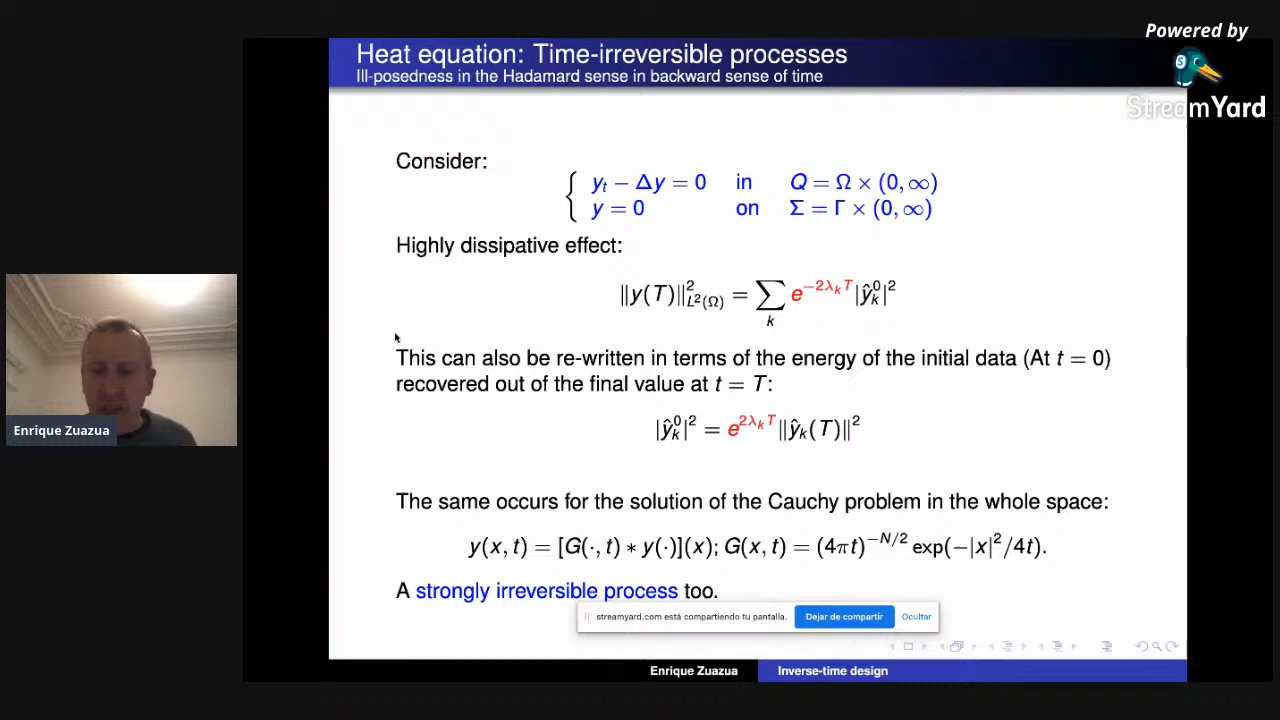 Powered by
StreamYard
Heat equation: Time-irreversible processes
Ill-posedness in the Hadamard sense in backward sense of time
Consider:
{ y_t − Δy = 0 in Q = Ω × (0, ∞)
y = 0 on Σ = Γ × (0, ∞)
Highly dissipative effect:
‖y(T)‖²_{L²(Ω)} = ∑_k e^{−2λ_k T} |ŷ_k^0|²
This can also be re-written in terms of the energy of the initial data (At t = 0)
recovered out of the final value at t = T:
|ŷ_k^0|² = e^{2λ_k T} ‖ŷ_k(T)‖²
The same occurs for the solution of the Cauchy problem in the whole space:
y(x, t) = [G(·, t) ∗ y(·)](x); G(x, t) = (4πt)^{−N/2} exp(−|x|²/4t).
A strongly irreversible process too.
streamyard.com está compartiendo tu pantalla. Dejar de compartir Ocultar
Enrique Zuazua
Enrique Zuazua Inverse-time design